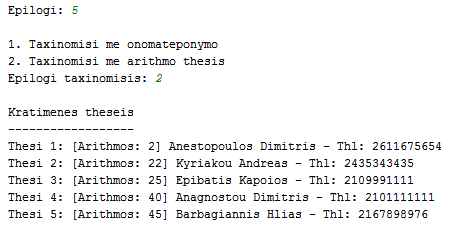 Epilogi: 5
1. Taxinomisi me onomateponymo
2. Taxinomisi me arithmo thesis
Epilogi taxinomisis: 2
Kratimenes theseis
------------------
Thesi 1: [Arithmos: 2] Anestopoulos Dimitris - Thl: 2611675654
Thesi 2: [Arithmos: 22] Kyriakou Andreas - Thl: 2435343435
Thesi 3: [Arithmos: 25] Epibatis Kapoios - Thl: 2109991111
Thesi 4: [Arithmos: 40] Anagnostou Dimitris - Thl: 2101111111
Thesi 5: [Arithmos: 45] Barbagiannis Hlias - Thl: 2167898976